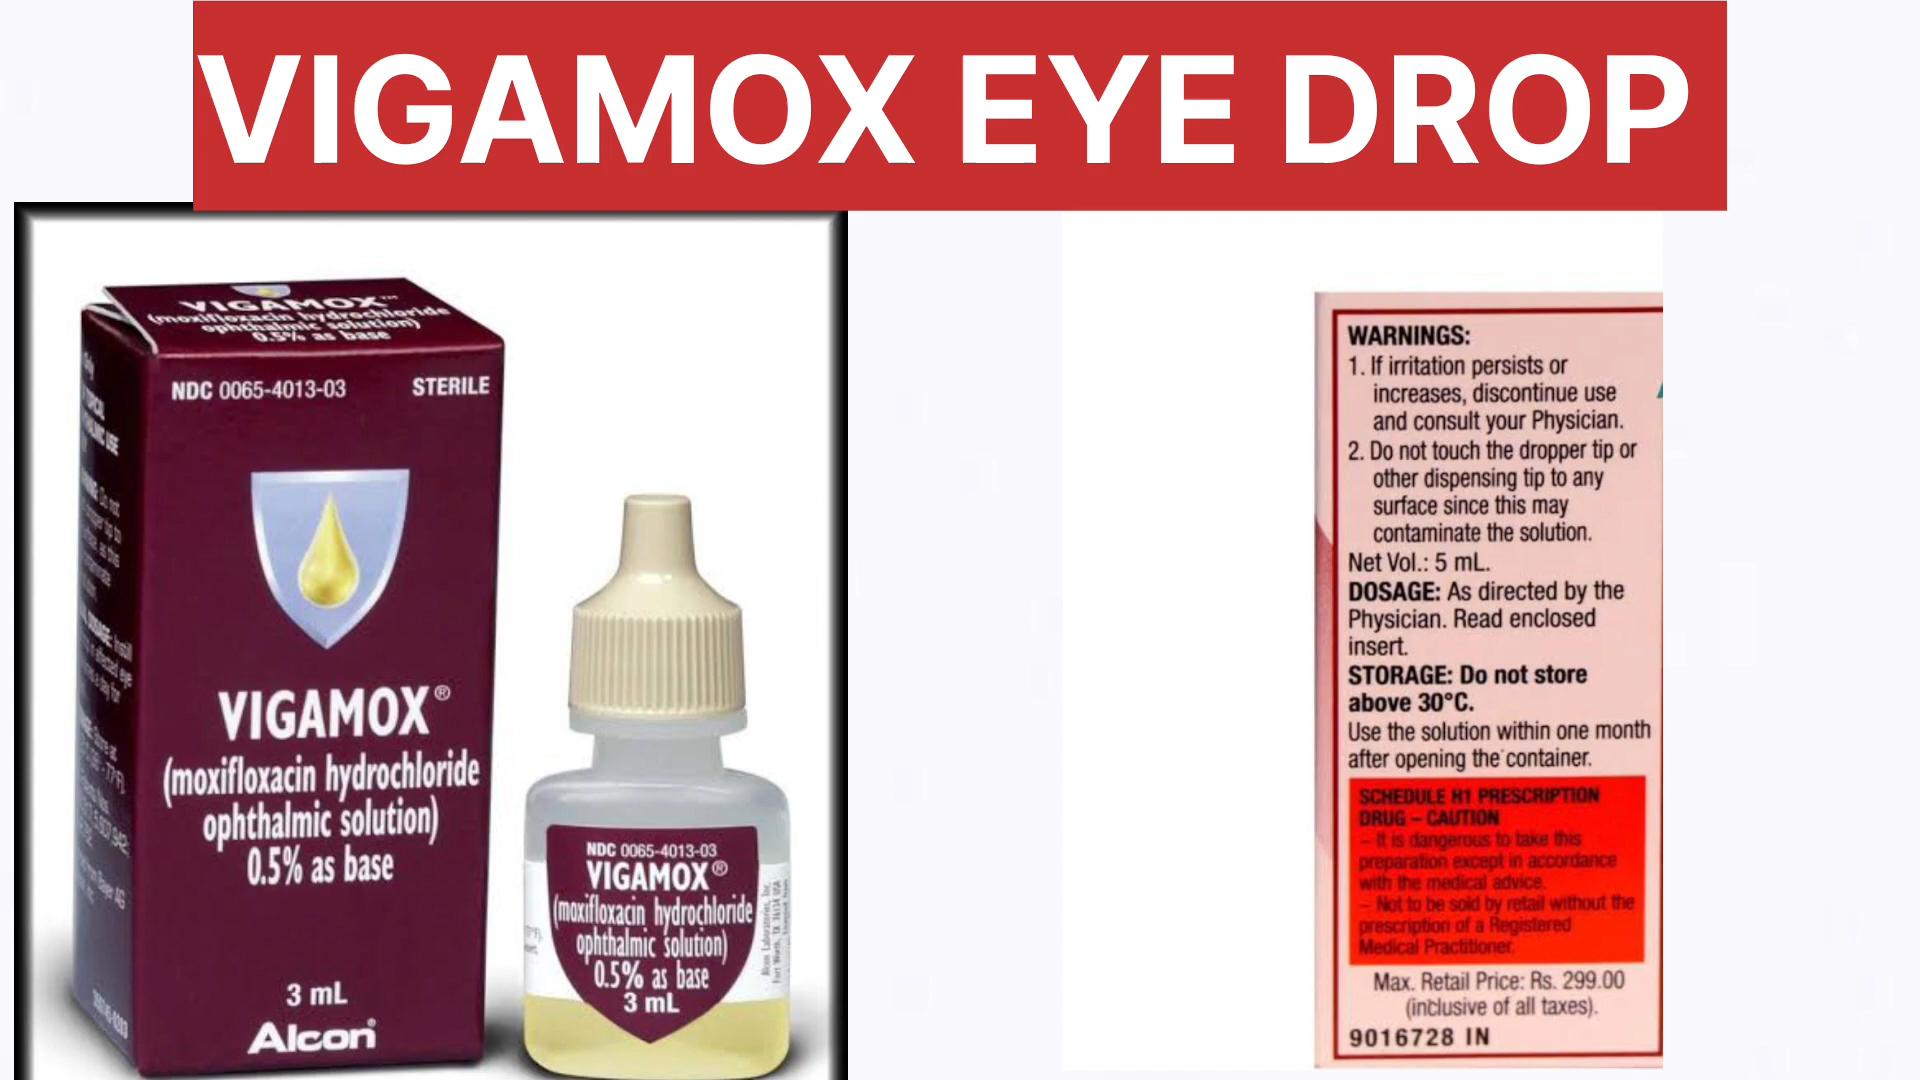 VIGAMOX EYE DROP
VIGAMOX™
(moxifloxacin hydrochloride
ophthalmic solution)
0.5% as base
NDC 0065-4013-03 STERILE
VIGAMOX®
(moxifloxacin hydrochloride
ophthalmic solution)
0.5% as base
3 mL
Alcon®
NDC 0065-4013-03
VIGAMOX®
(moxifloxacin hydrochloride
ophthalmic solution)
0.5% as base
3 mL
WARNINGS:
1. If irritation persists or
increases, discontinue use
and consult your Physician.
2. Do not touch the dropper tip or
other dispensing tip to any
surface since this may
contaminate the solution.
Net Vol.: 5 mL.
DOSAGE: As directed by the
Physician. Read enclosed
insert.
STORAGE: Do not store
above 30°C.
Use the solution within one month
after opening the container.
SCHEDULE H1 PRESCRIPTION
DRUG – CAUTION
– It is dangerous to take this
preparation except in accordance
with the medical advice.
– Not to be sold by retail without the
prescription of a Registered
Medical Practitioner.
Max. Retail Price: Rs. 299.00
(inclusive of all taxes).
9016728 IN